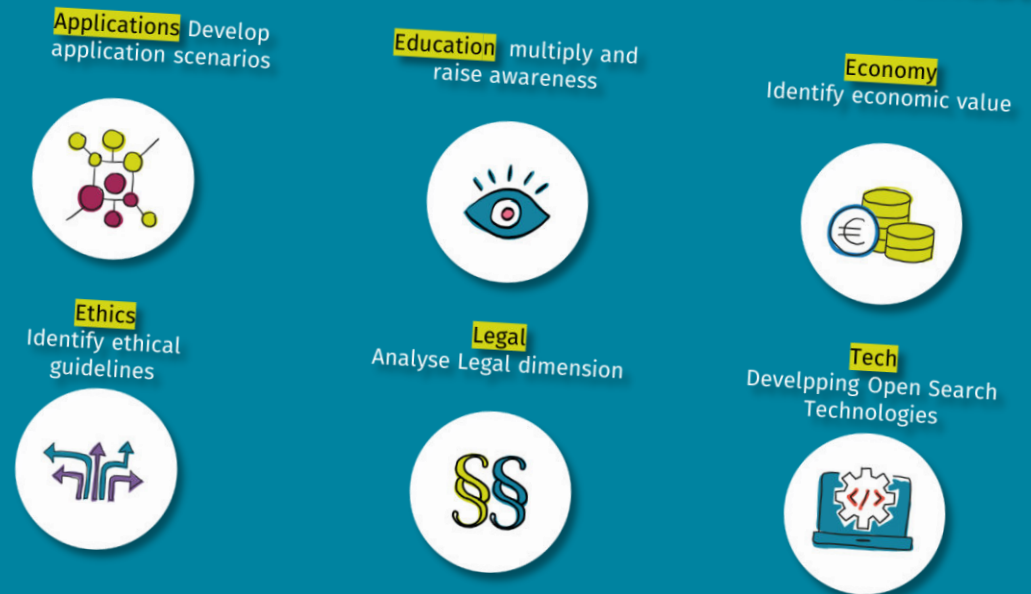 Applications Develop
application scenarios
Education multiply and
raise awareness
Economy
Identify economic value
Ethics
Identify ethical
guidelines
Legal
Analyse Legal dimension
Tech
Develpping Open Search
Technologies
€
§§
</>